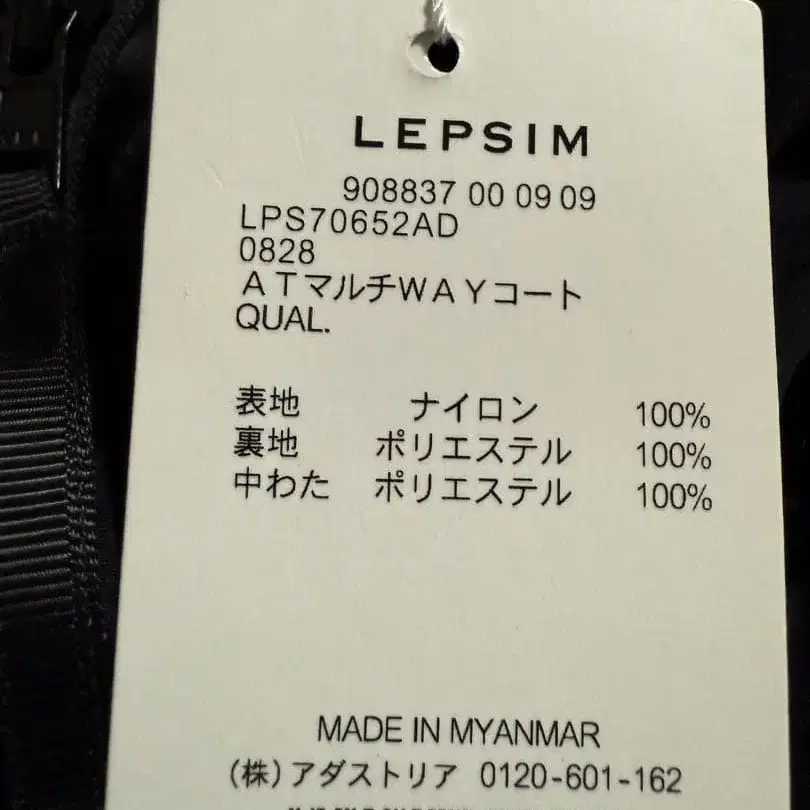 LEPSIM
908837 00 09 09
LPS70652AD
0828
ATマルチWAYコート
QUAL.
表地 ナイロン 100%
裏地 ポリエステル 100%
中わた ポリエステル 100%
MADE IN MYANMAR
(株)アダストリア 0120-601-162